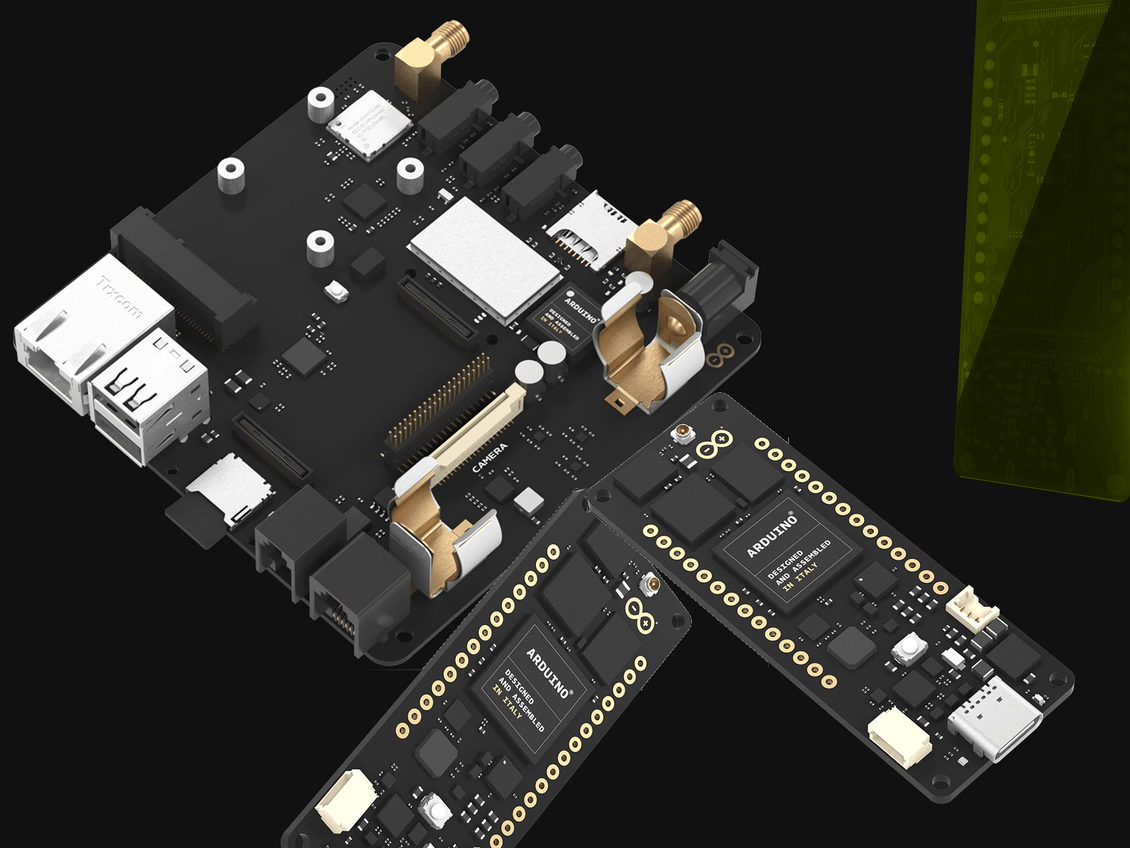 Trxcom
ARDUINO®
DESIGNED
AND ASSEMBLED
IN ITALY
CAMERA
ARDUINO®
DESIGNED
AND ASSEMBLED
IN ITALY
ARDUINO®
DESIGNED
AND ASSEMBLED
IN ITALY